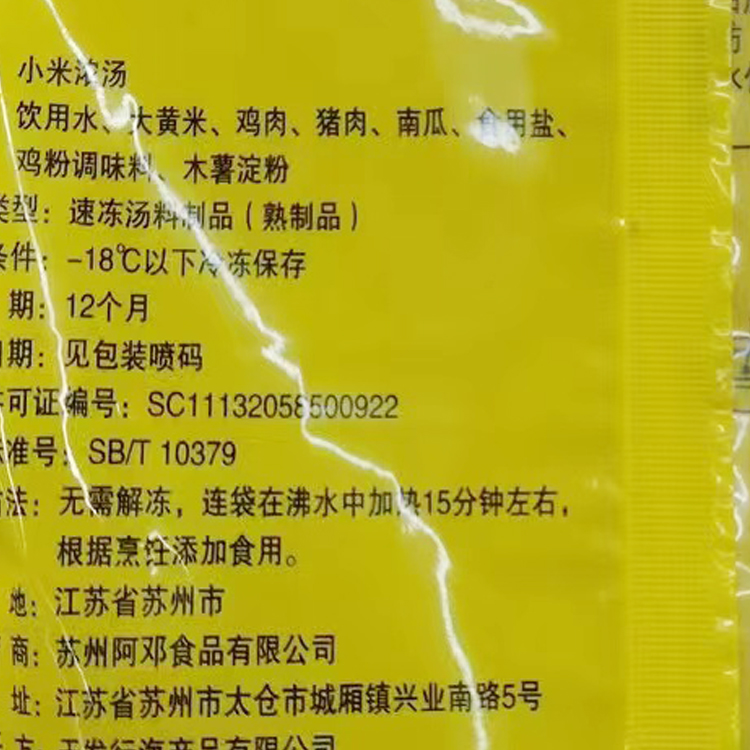 小米浓汤
饮用水、大黄米、鸡肉、猪肉、南瓜、食用盐、
鸡粉调味料、木薯淀粉
类型：速冻汤料制品（熟制品）
条件：-18℃以下冷冻保存
期：12个月
日期：见包装喷码
许可证编号：SC11132058500922
标准号：SB/T 10379
方法：无需解冻，连袋在沸水中加热15分钟左右，
根据烹饪添加食用。
地：江苏省苏州市
商：苏州阿邓食品有限公司
址：江苏省苏州市太仓市城厢镇兴业南路5号